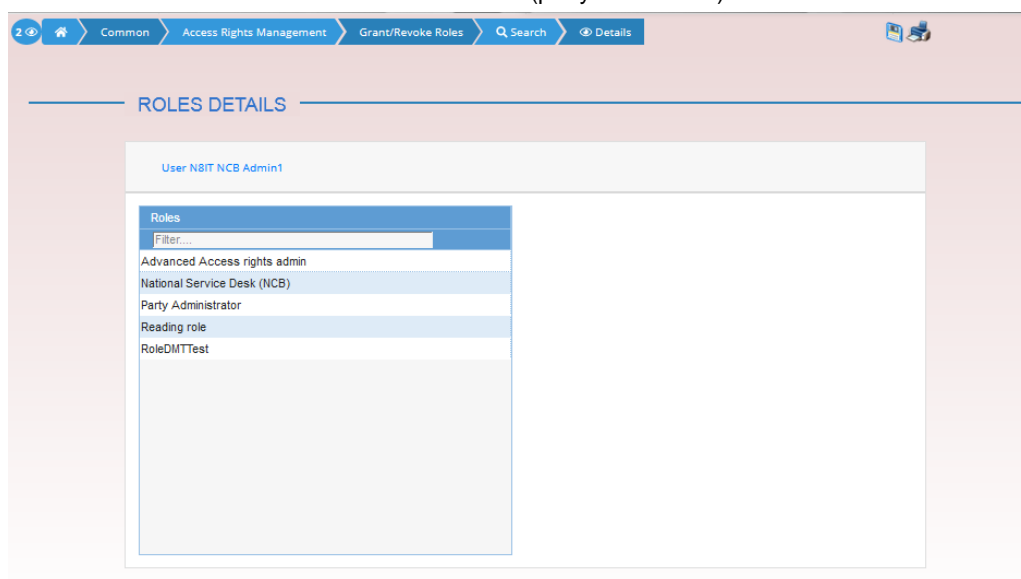 2 Common Access Rights Management Grant/Revoke Roles Search Details
ROLES DETAILS
User N8IT NCB Admin1
Roles
Filter....
Advanced Access rights admin
National Service Desk (NCB)
Party Administrator
Reading role
RoleDMTTest